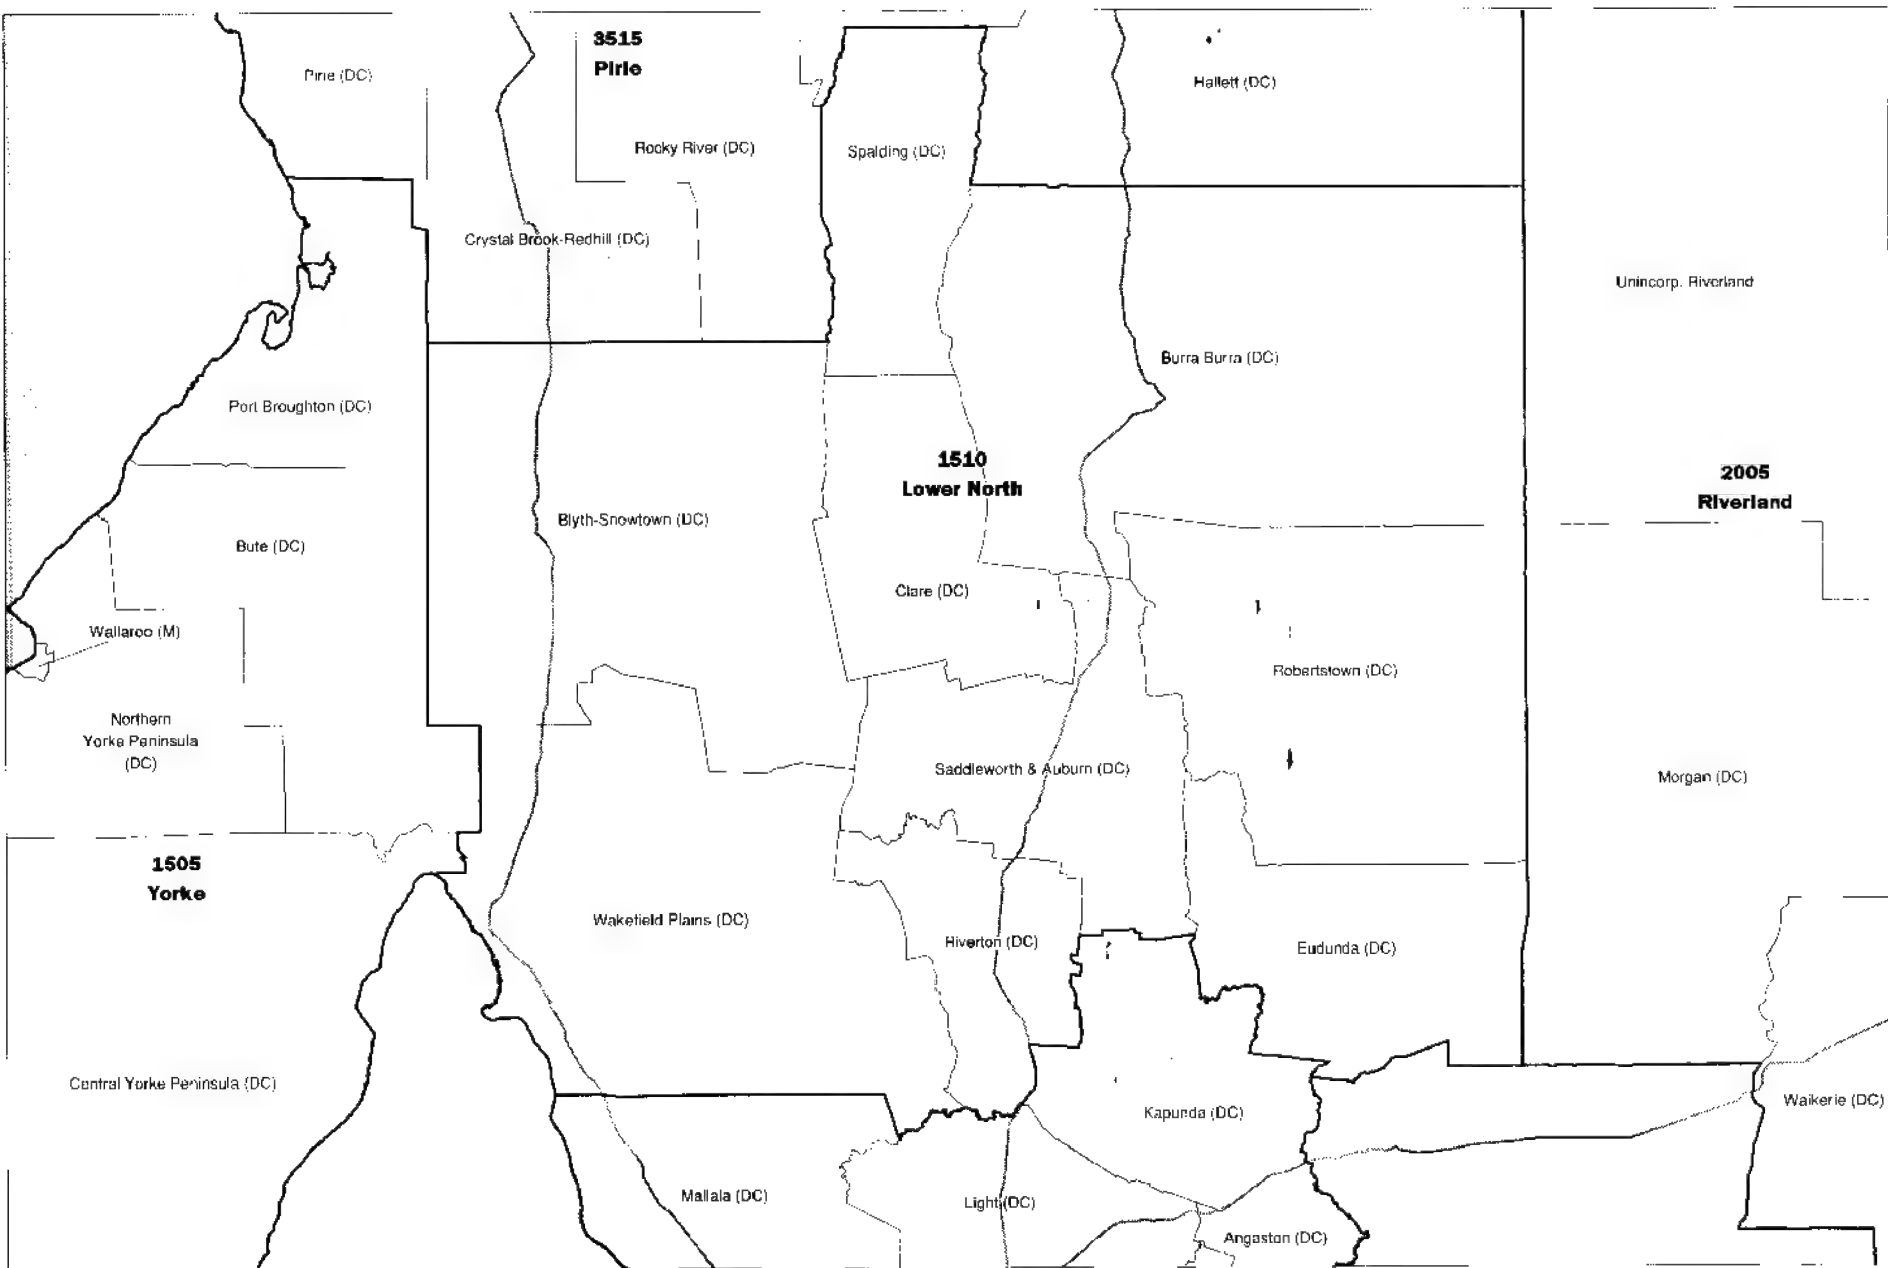 3515
Pirie
Pirie (DC)
Hallett (DC)
Rocky River (DC)
Spalding (DC)
Crystal Brook-Redhill (DC)
Unincorp. Riverland
Burra Burra (DC)
Port Broughton (DC)
1510
Lower North
2005
Riverland
Blyth-Snowtown (DC)
Bute (DC)
Clare (DC)
Wallaroo (M)
Robertstown (DC)
Northern
Yorke Peninsula
(DC)
Saddleworth & Auburn (DC)
Morgan (DC)
1505
Yorke
Wakefield Plains (DC)
Riverton (DC)
Eudunda (DC)
Central Yorke Peninsula (DC)
Kapunda (DC)
Waikerie (DC)
Mallala (DC)
Light (DC)
Angaston (DC)